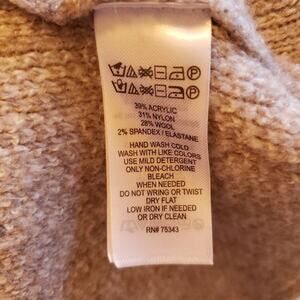 39% ACRYLIC
31% NYLON
28% WOOL
2% SPANDEX / ELASTANE
HAND WASH COLD
WASH WITH LIKE COLORS
USE MILD DETERGENT
ONLY NON-CHLORINE
BLEACH
WHEN NEEDED
DO NOT WRING OR TWIST
DRY FLAT
LOW IRON IF NEEDED
OR DRY CLEAN
RN# 75343